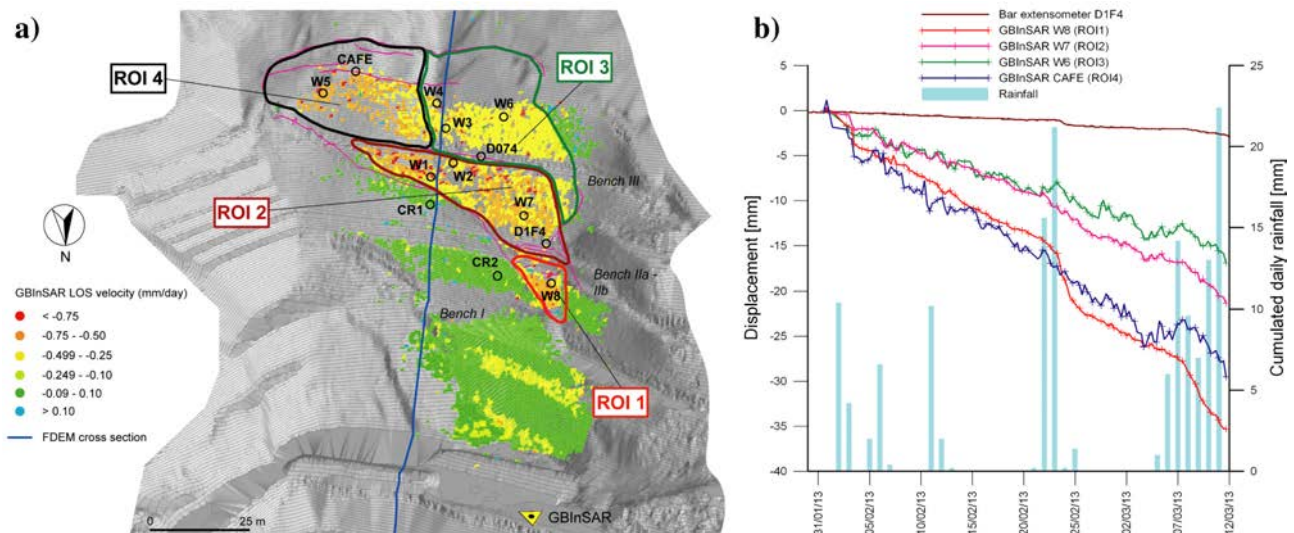 a)
CAFE
ROI 4
W5
W4
W6
ROI 3
W3
D074
W1
W2
Bench III
ROI 2
W7
CR1
D1F4
N
CR2
Bench IIa -
IIb
W8
Bench I
GBInSAR LOS velocity (mm/day)
< -0.75
-0.75 - -0.50
-0.499 - -0.25
-0.249 - -0.10
-0.09 - 0.10
> 0.10
FDEM cross section
ROI 1
0 25 m
GBInSAR
b)
Bar extensometer D1F4
GBInSAR W8 (ROI1)
GBInSAR W7 (ROI2)
GBInSAR W6 (ROI3)
GBInSAR CAFE (ROI4)
Rainfall
Displacement [mm]
5
0
-5
-10
-15
-20
-25
-30
-35
-40
Cumulated daily rainfall [mm]
25
20
15
10
5
0
31/01/13
05/02/13
10/02/13
15/02/13
20/02/13
25/02/13
02/03/13
07/03/13
12/03/13